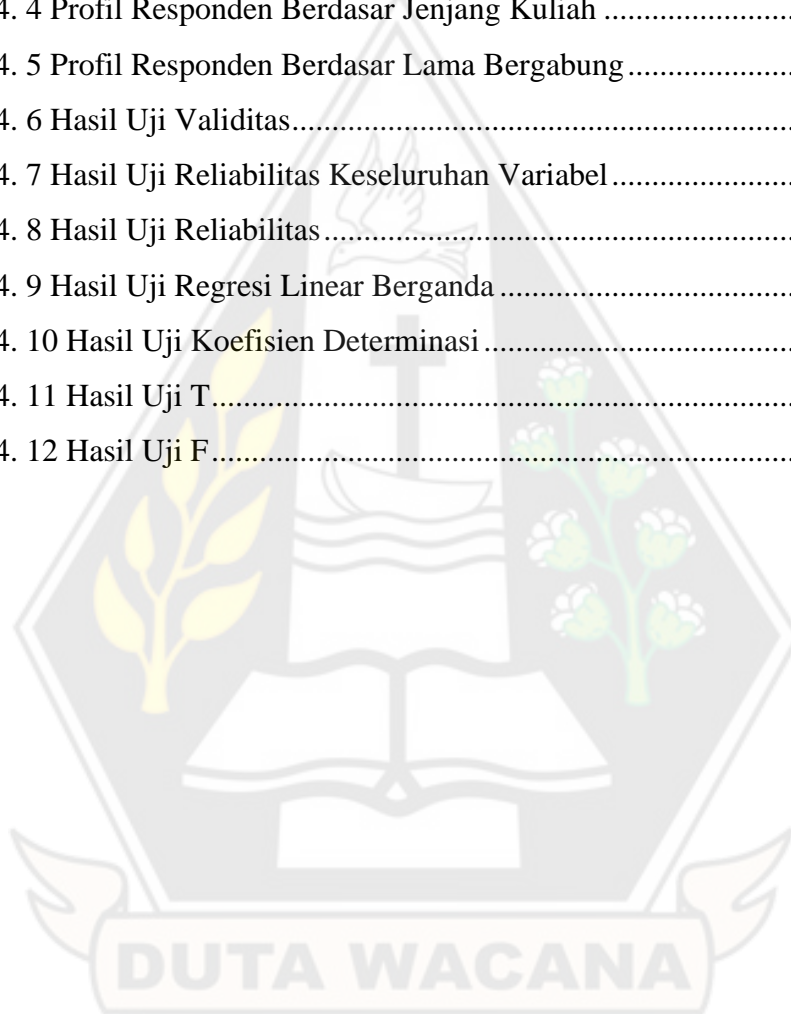 4. 4 Profil Responden Berdasar Jenjang Kuliah ........................
4. 5 Profil Responden Berdasar Lama Bergabung.....................
4. 6 Hasil Uji Validitas................................................................
4. 7 Hasil Uji Reliabilitas Keseluruhan Variabel.......................
4. 8 Hasil Uji Reliabilitas............................................................
4. 9 Hasil Uji Regresi Linear Berganda .....................................
4. 10 Hasil Uji Koefisien Determinasi.......................................
4. 11 Hasil Uji T.........................................................................
4. 12 Hasil Uji F.........................................................................
DUTA WACANA